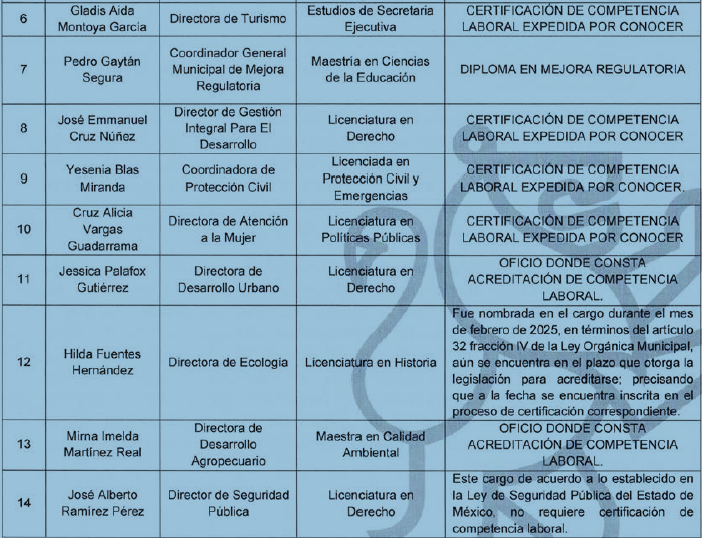 6
Gladis Aida
Montoya García
Directora de Turismo
Estudios de Secretaria
Ejecutiva
CERTIFICACIÓN DE COMPETENCIA
LABORAL EXPEDIDA POR CONOCER
7
Pedro Gaytán
Segura
Coordinador General
Municipal de Mejora
Regulatoria
Maestría en Ciencias
de la Educación
DIPLOMA EN MEJORA REGULATORIA
8
José Emmanuel
Cruz Núñez
Director de Gestión
Integral Para El
Desarrollo
Licenciatura en
Derecho
CERTIFICACIÓN DE COMPETENCIA
LABORAL EXPEDIDA POR CONOCER
9
Yesenia Blas
Miranda
Coordinadora de
Protección Civil
Licenciada en
Protección Civil y
Emergencias
CERTIFICACIÓN DE COMPETENCIA
LABORAL EXPEDIDA POR CONOCER.
10
Cruz Alicia
Vargas
Guadarrama
Directora de Atención
a la Mujer
Licenciatura en
Políticas Públicas
CERTIFICACIÓN DE COMPETENCIA
LABORAL EXPEDIDA POR CONOCER
11
Jessica Palafox
Gutiérrez
Directora de
Desarrollo Urbano
Licenciatura en
Derecho
OFICIO DONDE CONSTA
ACREDITACIÓN DE COMPETENCIA
LABORAL.
12
Hilda Fuentes
Hernández
Directora de Ecología
Licenciatura en Historia
Fue nombrada en el cargo durante el mes
de febrero de 2025, en términos del artículo
32 fracción IV de la Ley Orgánica Municipal,
aún se encuentra en el plazo que otorga la
legislación para acreditarse; precisando
que a la fecha se encuentra inscrita en el
proceso de certificación correspondiente.
13
Mirna Imelda
Martínez Real
Directora de
Desarrollo
Agropecuario
Maestra en Calidad
Ambiental
OFICIO DONDE CONSTA
ACREDITACIÓN DE COMPETENCIA
LABORAL.
14
José Alberto
Ramírez Pérez
Director de Seguridad
Pública
Licenciatura en
Derecho
Este cargo de acuerdo a lo establecido en
la Ley de Seguridad Pública del Estado de
México, no requiere certificación de
competencia laboral.